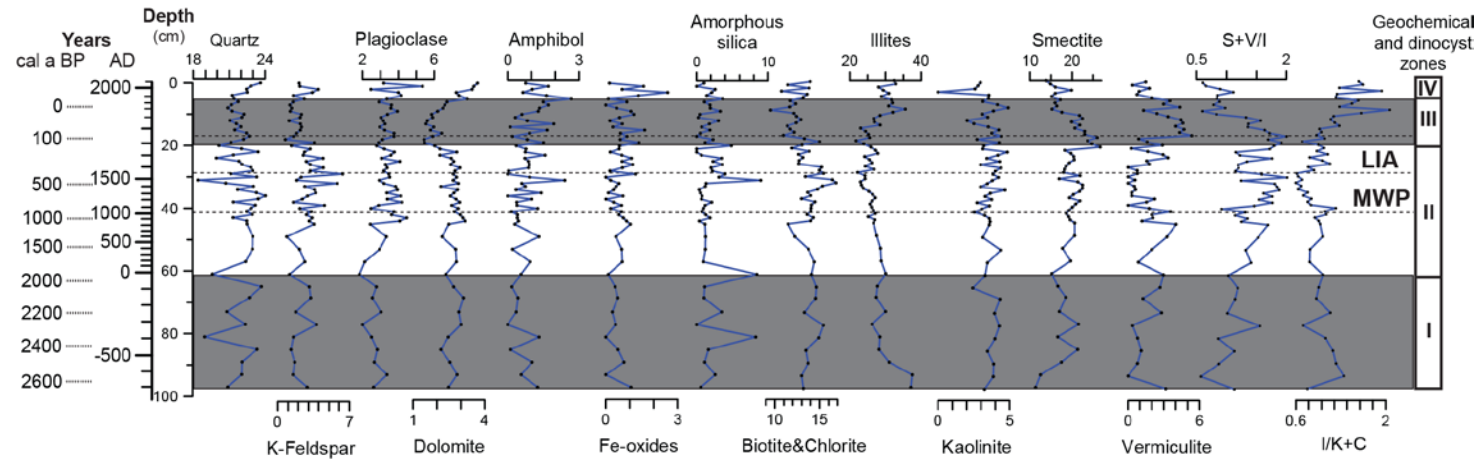 Depth
(cm)
Years
cal a BP AD
Quartz
18 24
Plagioclase
2 6
Amphibol
0 3
Amorphous
silica
0 10
Illites
20 40
Smectite
10 20
S+V/I
0.5 2
Geochemical
and dinocyst
zones
0
100
500
1000
1500
2000
2200
2400
2600
2000
1500
1000
500
0
-500
0
20
40
60
80
100
LIA
MWP
IV
III
II
I
0 7
K-Feldspar
1 4
Dolomite
0 3
Fe-oxides
10 15
Biotite&Chlorite
0 5
Kaolinite
0 6
Vermiculite
0.6 2
I/K+C